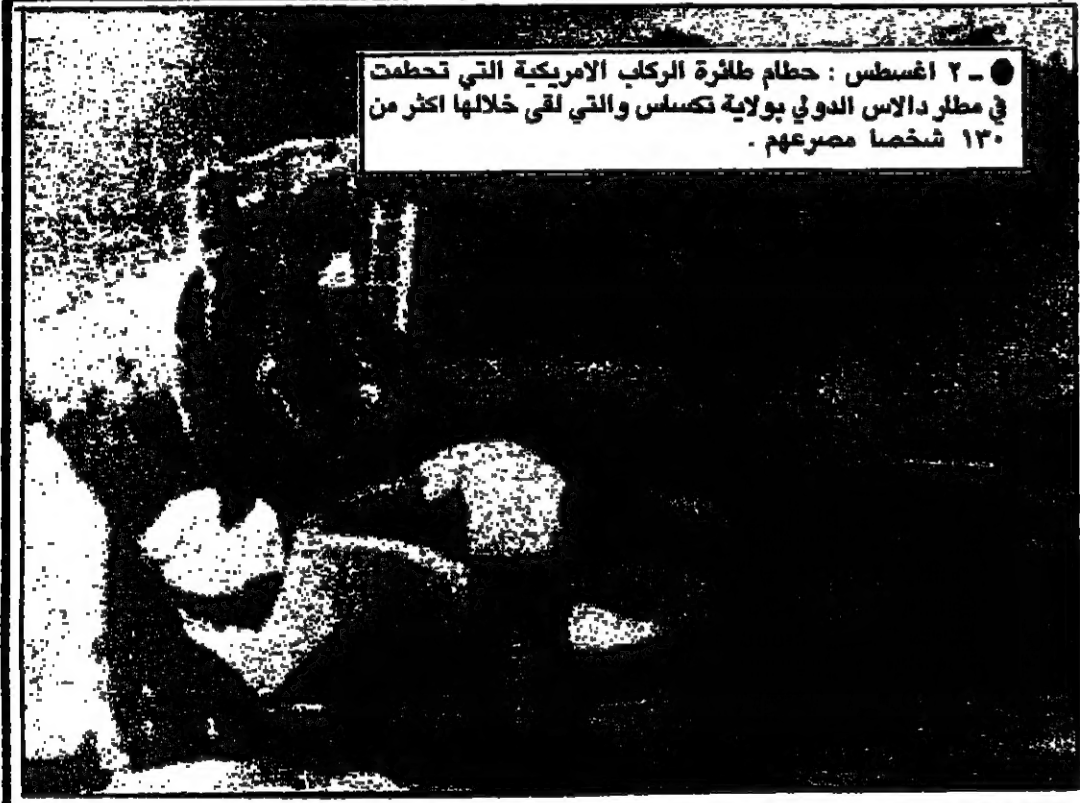 ● ـ ٢ اغسطس : حطام طائرة الركاب الامريكية التي تحطمت
في مطار دالاس الدولي بولاية تكساس والتي لقى خلالها اكثر من
١٣٠ شخصا مصرعهم .